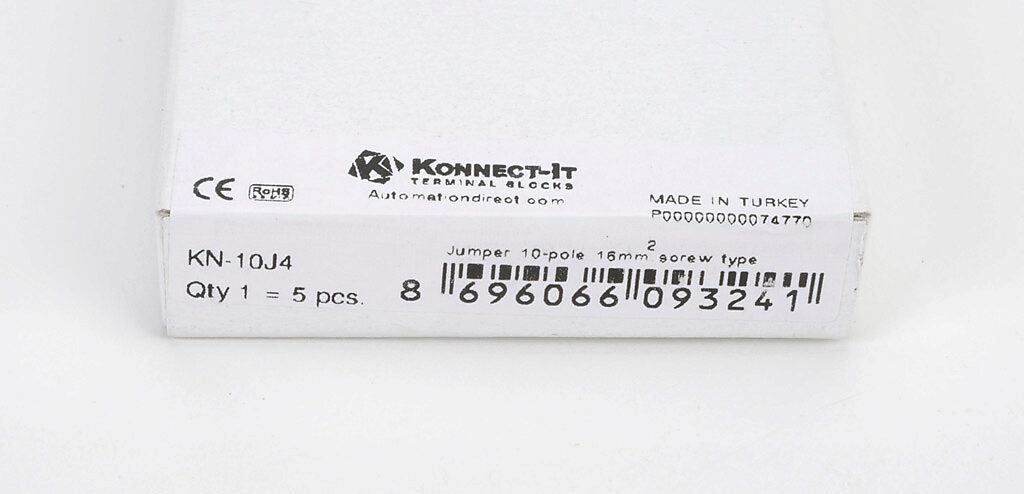 KONNECT-IT
TERMINAL BLOCKS
Automationdirect.com
CE RoHS
MADE IN TURKEY
P00000000074770
KN-10J4
Jumper 10-pole 16mm² screw type
Qty 1 = 5 pcs.
8 696066 093241